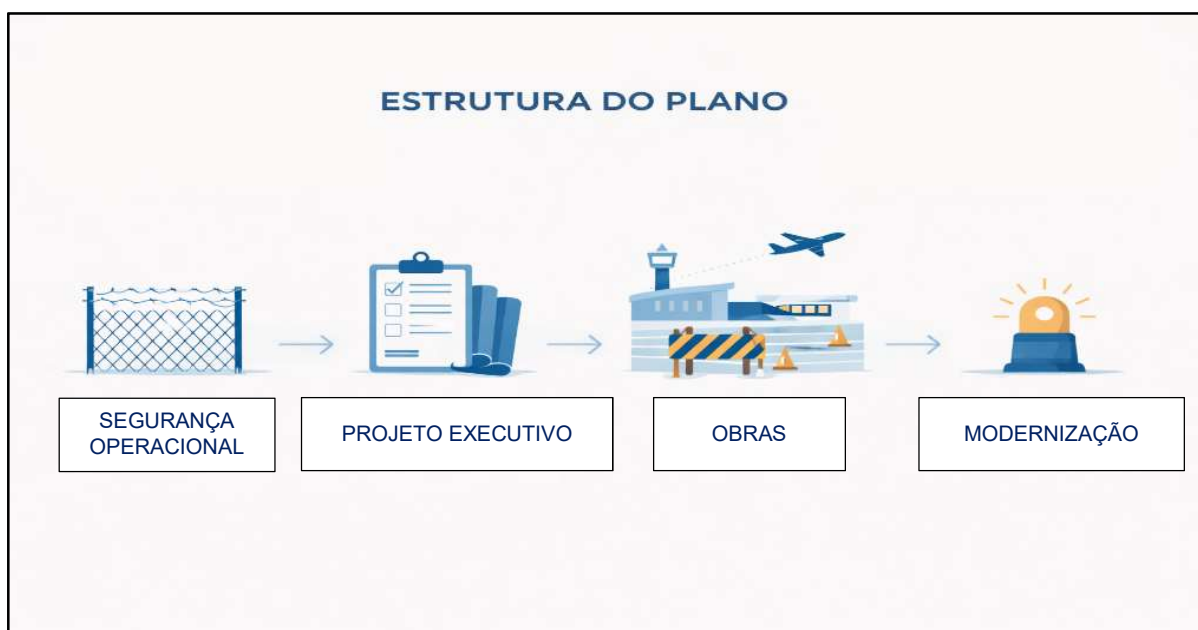 ESTRUTURA DO PLANO
SEGURANÇA
OPERACIONAL
PROJETO EXECUTIVO
OBRAS
MODERNIZAÇÃO